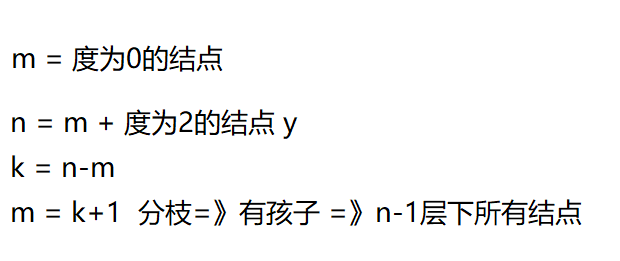 m = 度为0的结点
n = m + 度为2的结点 y
k = n-m
m = k+1 分枝=》有孩子 =》n-1层下所有结点